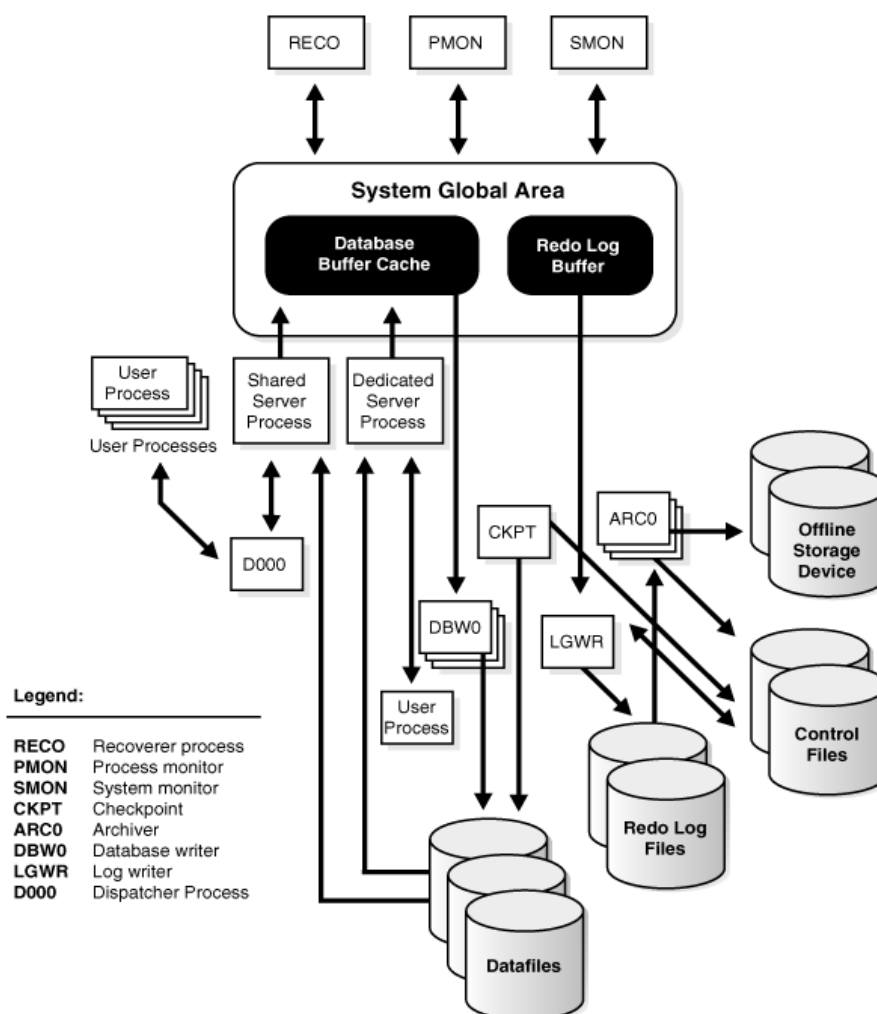 RECO
PMON
SMON
System Global Area
Database
Buffer Cache
Redo Log
Buffer
User
Process
User Processes
Shared
Server
Process
Dedicated
Server
Process
D000
CKPT
ARC0
Offline
Storage
Device
DBW0
LGWR
User
Process
Control
Files
Redo Log
Files
Datafiles
Legend:
RECO Recoverer process
PMON Process monitor
SMON System monitor
CKPT Checkpoint
ARC0 Archiver
DBW0 Database writer
LGWR Log writer
D000 Dispatcher Process